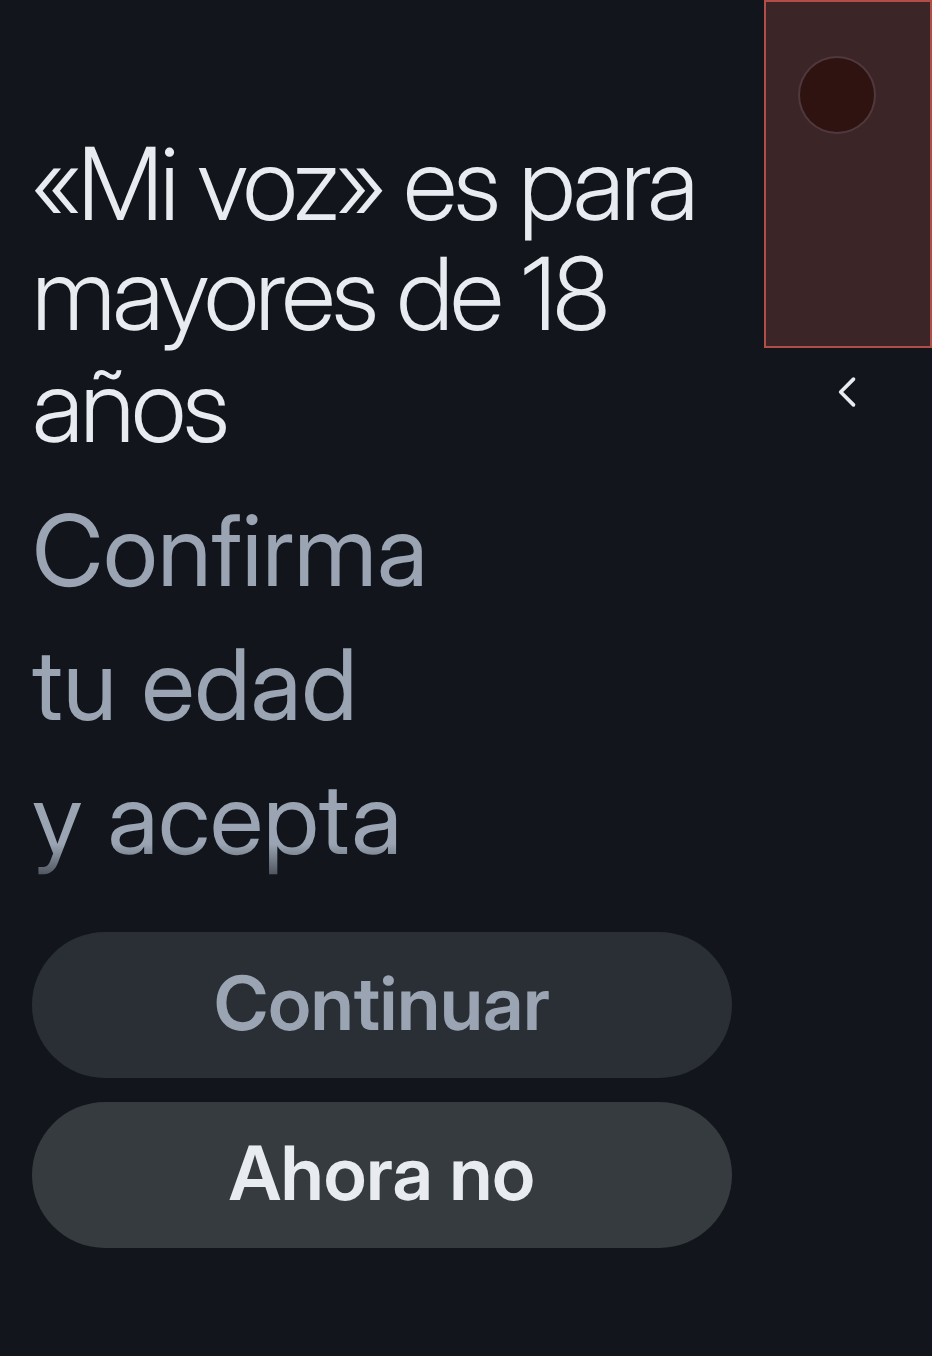 «Mi voz» es para
mayores de 18
años
Confirma
tu edad
y acepta
Continuar
Ahora no